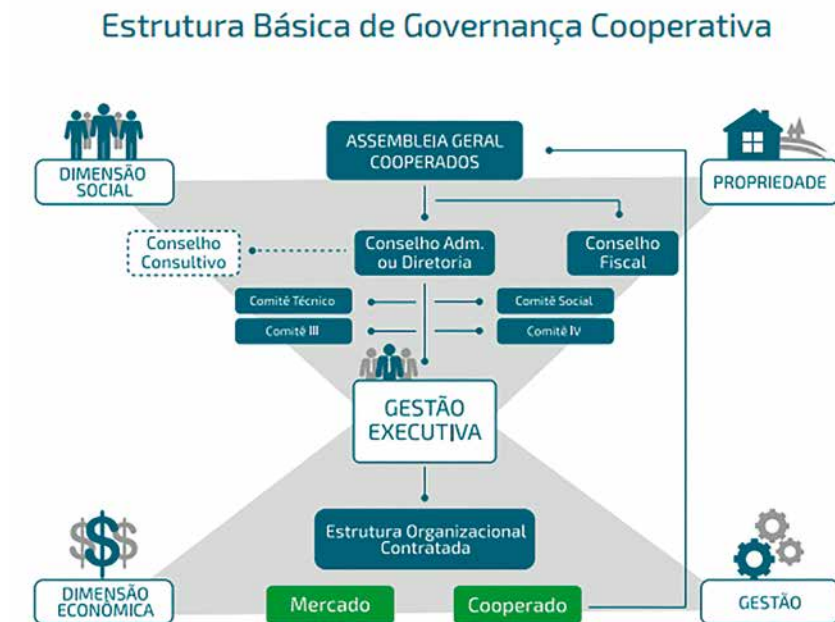 Estrutura Básica de Governança Cooperativa
DIMENSÃO
SOCIAL
ASSEMBLEIA GERAL
COOPERADOS
PROPRIEDADE
Conselho
Consultivo
Conselho Adm.
ou Diretoria
Conselho
Fiscal
Comitê Técnico
Comitê Social
Comitê III
Comitê IV
GESTÃO
EXECUTIVA
Estrutura Organizacional
Contratada
$$$
DIMENSÃO
ECONÔMICA
Mercado
Cooperado
GESTÃO